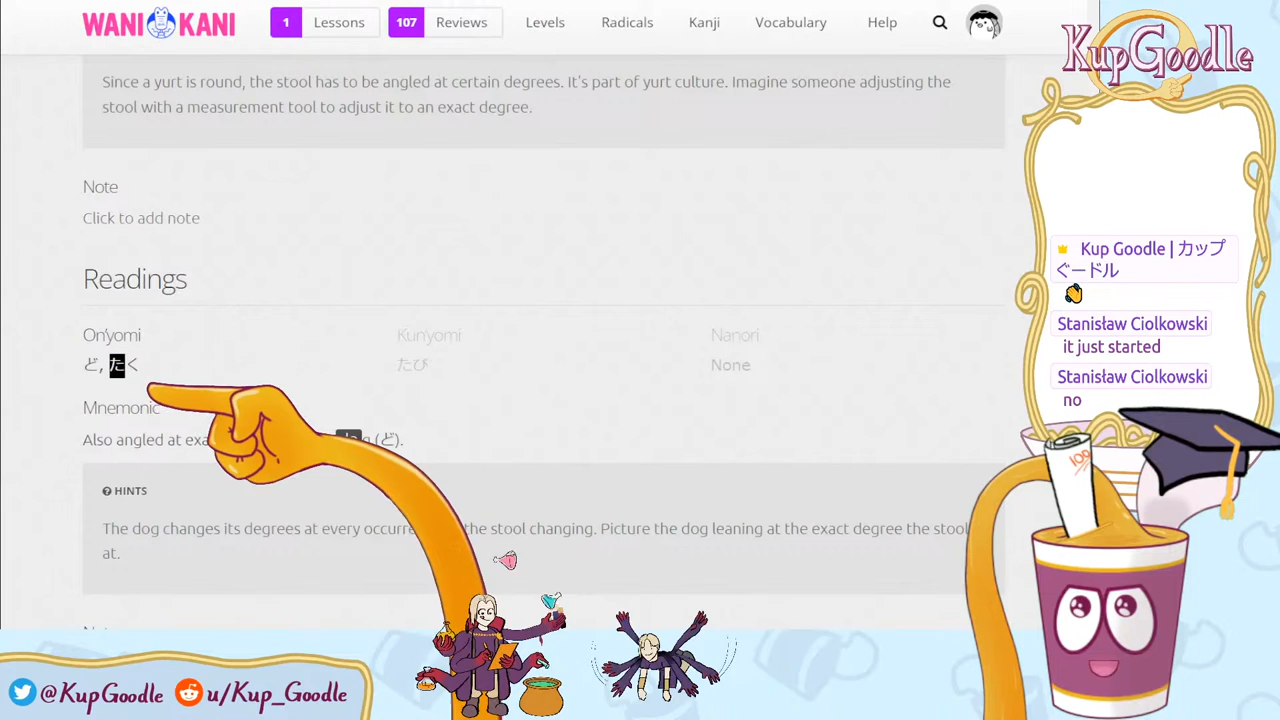 WANI KANI
1 Lessons 107 Reviews Levels Radicals Kanji Vocabulary Help
Since a yurt is round, the stool has to be angled at certain degrees. It's part of yurt culture. Imagine someone adjusting the
stool with a measurement tool to adjust it to an exact degree.
Note
Click to add note
Readings
On'yomi Kun'yomi Nanori
ど, たく たび None
Mnemonic
Also angled at (ど).
HINTS
The dog changes its degrees at every the stool changing. Picture the dog leaning at the exact degree the stool
at.
KupGoodle
Kup Goodle | カップ
ぐードル
Stanisław Ciolkowski
it just started
Stanisław Ciolkowski
no
100
@KupGoodle u/Kup_Goodle